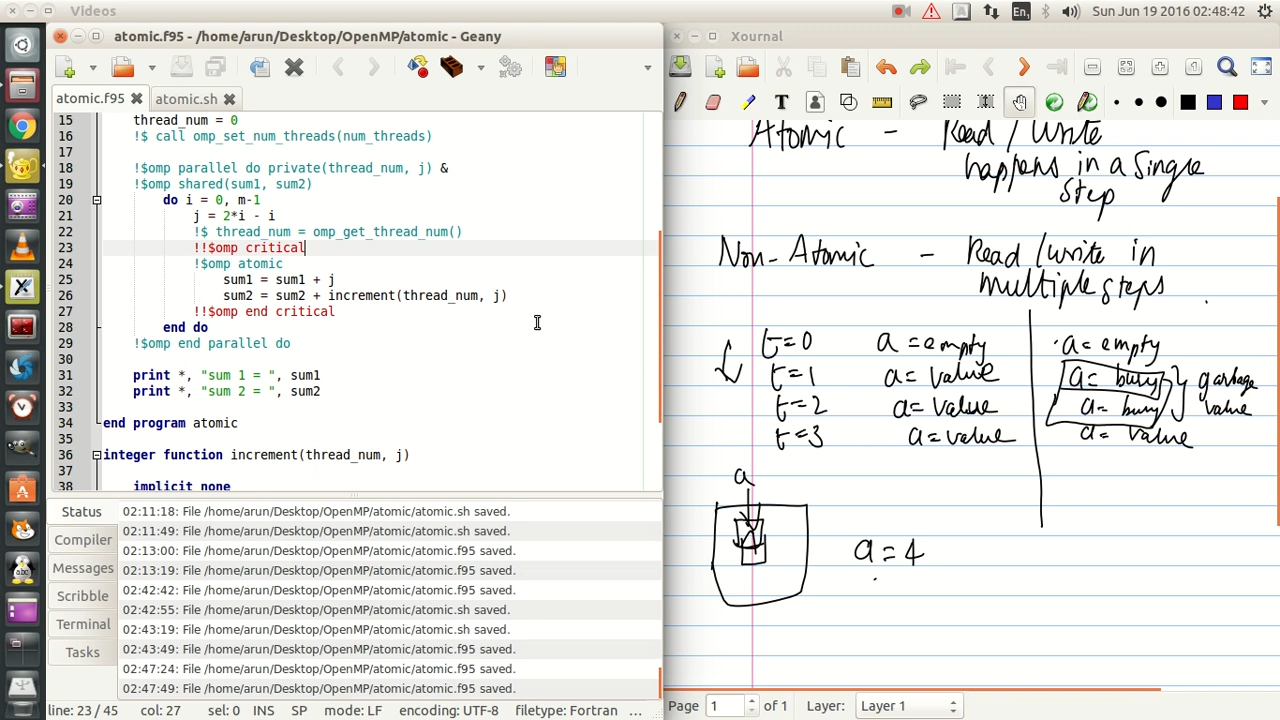 Videos
En1
Sun Jun 19 2016 02:48:42
atomic.f95 - /home/arun/Desktop/OpenMP/atomic - Geany
atomic.f95
atomic.sh
15 thread_num = 0
16 !$ call omp_set_num_threads(num_threads)
17
18 !$omp parallel do private(thread_num, j) &
19 !$omp shared(sum1, sum2)
20 do i = 0, m-1
21 j = 2*i - i
22 !$ thread_num = omp_get_thread_num()
23 !!$omp critical
24 !$omp atomic
25 sum1 = sum1 + j
26 sum2 = sum2 + increment(thread_num, j)
27 !!$omp end critical
28 end do
29 !$omp end parallel do
30
31 print *, "sum 1 = ", sum1
32 print *, "sum 2 = ", sum2
33
34 end program atomic
35
36 integer function increment(thread_num, j)
37
38 implicit none
Status
Compiler
Messages
Scribble
Terminal
Tasks
02:11:18: File /home/arun/Desktop/OpenMP/atomic/atomic.sh saved.
02:11:49: File /home/arun/Desktop/OpenMP/atomic/atomic.sh saved.
02:13:00: File /home/arun/Desktop/OpenMP/atomic/atomic.f95 saved.
02:13:19: File /home/arun/Desktop/OpenMP/atomic/atomic.f95 saved.
02:42:42: File /home/arun/Desktop/OpenMP/atomic/atomic.f95 saved.
02:42:55: File /home/arun/Desktop/OpenMP/atomic/atomic.sh saved.
02:43:19: File /home/arun/Desktop/OpenMP/atomic/atomic.sh saved.
02:43:49: File /home/arun/Desktop/OpenMP/atomic/atomic.f95 saved.
02:47:24: File /home/arun/Desktop/OpenMP/atomic/atomic.f95 saved.
02:47:49: File /home/arun/Desktop/OpenMP/atomic/atomic.f95 saved.
line: 23 / 45 col: 27 sel: 0 INS SP mode: LF encoding: UTF-8 filetype: Fortran ...
Xournal
Atomic - Read / Write
happens in a Single
step
Non-Atomic - Read / write in
multiple steps
t=0 a = empty a = empty
t=1 a = value a = busy garbage
t=2 a = value a = busy value
t=3 a = value a = value
a
a = 4
Page 1 of 1 Layer: Layer 1